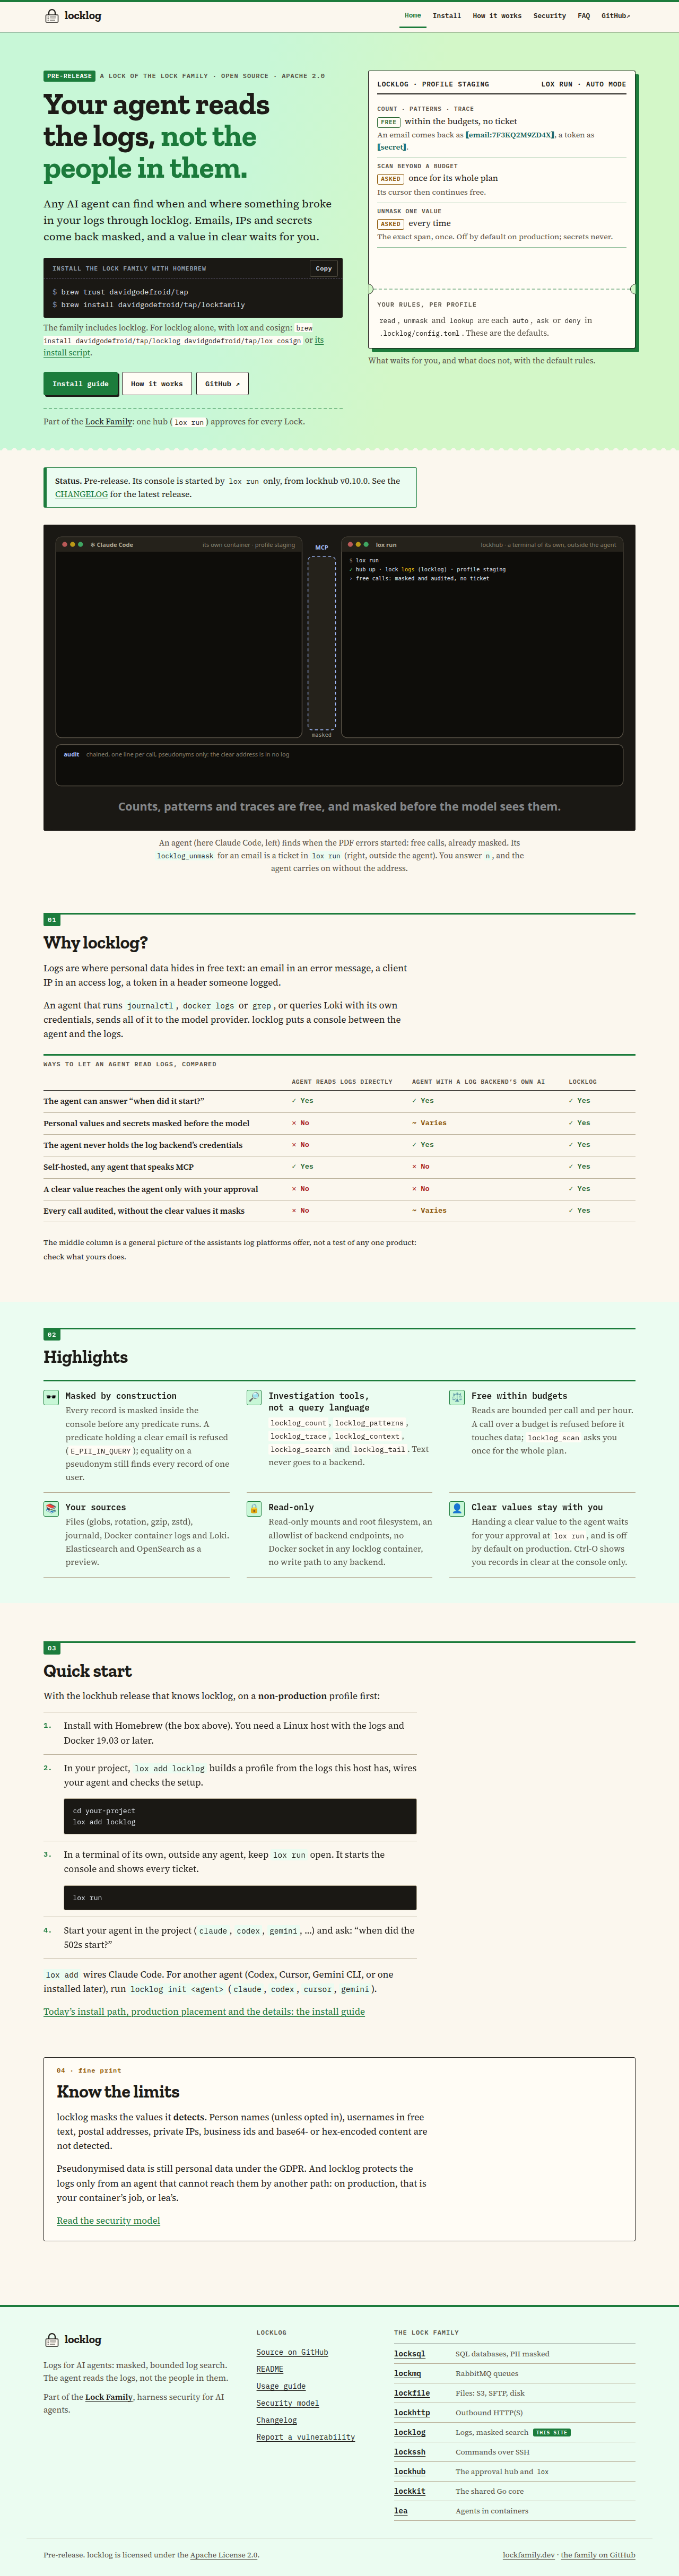 locklog
Home Install How it works Security FAQ GitHub↗
PRE-RELEASE A LOCK OF THE LOCK FAMILY · OPEN SOURCE · APACHE 2.0
Your agent reads
the logs, not the
people in them.
Any AI agent can find when and where something broke
in your logs through locklog. Emails, IPs and secrets
come back masked, and a value in clear waits for you.
INSTALL THE LOCK FAMILY WITH HOMEBREW
Copy
$ brew trust davidgodefroid/tap
$ brew install davidgodefroid/tap/lockfamily
The family includes locklog. For locklog alone, with lox and cosign: brew
install davidgodefroid/tap/locklog davidgodefroid/tap/lox cosign or its
install script.
Install guide
How it works
GitHub ↗
Part of the Lock Family: one hub (lox run) approves for every Lock.
LOCKLOG · PROFILE STAGING LOX RUN · AUTO MODE
COUNT · PATTERNS · TRACE
FREE within the budgets, no ticket
An email comes back as ⟦email:7F3KQ2M9ZD4X⟧, a token as
⟦secret⟧.
SCAN BEYOND A BUDGET
ASKED once for its whole plan
Its cursor then continues free.
UNMASK ONE VALUE
ASKED every time
The exact span, once. Off by default on production; secrets never.
YOUR RULES, PER PROFILE
read, unmask and lookup are each auto, ask or deny in
.locklog/config.toml. These are the defaults.
What waits for you, and what does not, with the default rules.
Status. Pre-release. Its console is started by lox run only, from lockhub v0.10.0. See the
CHANGELOG for the latest release.
Claude Code its own container · profile staging
MCP
masked
lox run lockhub · a terminal of its own, outside the agent
$ lox run
✓ hub up · lock logs (locklog) · profile staging
· free calls: masked and audited, no ticket
audit chained, one line per call, pseudonyms only: the clear address is in no log
Counts, patterns and traces are free, and masked before the model sees them.
An agent (here Claude Code, left) finds when the PDF errors started: free calls, already masked. Its
locklog_unmask for an email is a ticket in lox run (right, outside the agent). You answer n, and the
agent carries on without the address.
01
Why locklog?
Logs are where personal data hides in free text: an email in an error message, a client
IP in an access log, a token in a header someone logged.
An agent that runs journalctl, docker logs or grep, or queries Loki with its own
credentials, sends all of it to the model provider. locklog puts a console between the
agent and the logs.
WAYS TO LET AN AGENT READ LOGS, COMPARED
AGENT READS LOGS DIRECTLY AGENT WITH A LOG BACKEND'S OWN AI LOCKLOG
The agent can answer “when did it start?” ✓ Yes ✓ Yes ✓ Yes
Personal values and secrets masked before the model × No ~ Varies ✓ Yes
The agent never holds the log backend's credentials × No ✓ Yes ✓ Yes
Self-hosted, any agent that speaks MCP ✓ Yes × No ✓ Yes
A clear value reaches the agent only with your approval × No × No ✓ Yes
Every call audited, without the clear values it masks × No ~ Varies ✓ Yes
The middle column is a general picture of the assistants log platforms offer, not a test of any one product:
check what yours does.
02
Highlights
Masked by construction
Every record is masked inside the
console before any predicate runs. A
predicate holding a clear email is refused
(E_PII_IN_QUERY); equality on a
pseudonym still finds every record of one
user.
Investigation tools,
not a query language
locklog_count, locklog_patterns,
locklog_trace, locklog_context,
locklog_search and locklog_tail. Text
never goes to a backend.
Free within budgets
Reads are bounded per call and per hour.
A call over a budget is refused before it
touches data; locklog_scan asks you
once for the whole plan.
Your sources
Files (globs, rotation, gzip, zstd),
journald, Docker container logs and Loki.
Elasticsearch and OpenSearch as a
preview.
Read-only
Read-only mounts and root filesystem, an
allowlist of backend endpoints, no
Docker socket in any locklog container,
no write path to any backend.
Clear values stay with you
Handing a clear value to the agent waits
for your approval at lox run, and is off
by default on production. Ctrl-O shows
you records in clear at the console only.
03
Quick start
With the lockhub release that knows locklog, on a non-production profile first:
1. Install with Homebrew (the box above). You need a Linux host with the logs and
Docker 19.03 or later.
2. In your project, lox add locklog builds a profile from the logs this host has, wires
your agent and checks the setup.
cd your-project
lox add locklog
3. In a terminal of its own, outside any agent, keep lox run open. It starts the
console and shows every ticket.
lox run
4. Start your agent in the project (claude, codex, gemini, …) and ask: “when did the
502s start?”
lox add wires Claude Code. For another agent (Codex, Cursor, Gemini CLI, or one
installed later), run locklog init <agent> (claude, codex, cursor, gemini).
Today's install path, production placement and the details: the install guide
04 · fine print
Know the limits
locklog masks the values it detects. Person names (unless opted in), usernames in free
text, postal addresses, private IPs, business ids and base64- or hex-encoded content are
not detected.
Pseudonymised data is still personal data under the GDPR. And locklog protects the
logs only from an agent that cannot reach them by another path: on production, that is
your container's job, or lea's.
Read the security model
locklog
Logs for AI agents: masked, bounded log search.
The agent reads the logs, not the people in them.
Part of the Lock Family, harness security for AI
agents.
LOCKLOG
Source on GitHub
README
Usage guide
Security model
Changelog
Report a vulnerability
THE LOCK FAMILY
locksql SQL databases, PII masked
lockmq RabbitMQ queues
lockfile Files: S3, SFTP, disk
lockhttp Outbound HTTP(S)
locklog Logs, masked search THIS SITE
lockssh Commands over SSH
lockhub The approval hub and lox
lockkit The shared Go core
lea Agents in containers
Pre-release. locklog is licensed under the Apache License 2.0.
lockfamily.dev · the family on GitHub